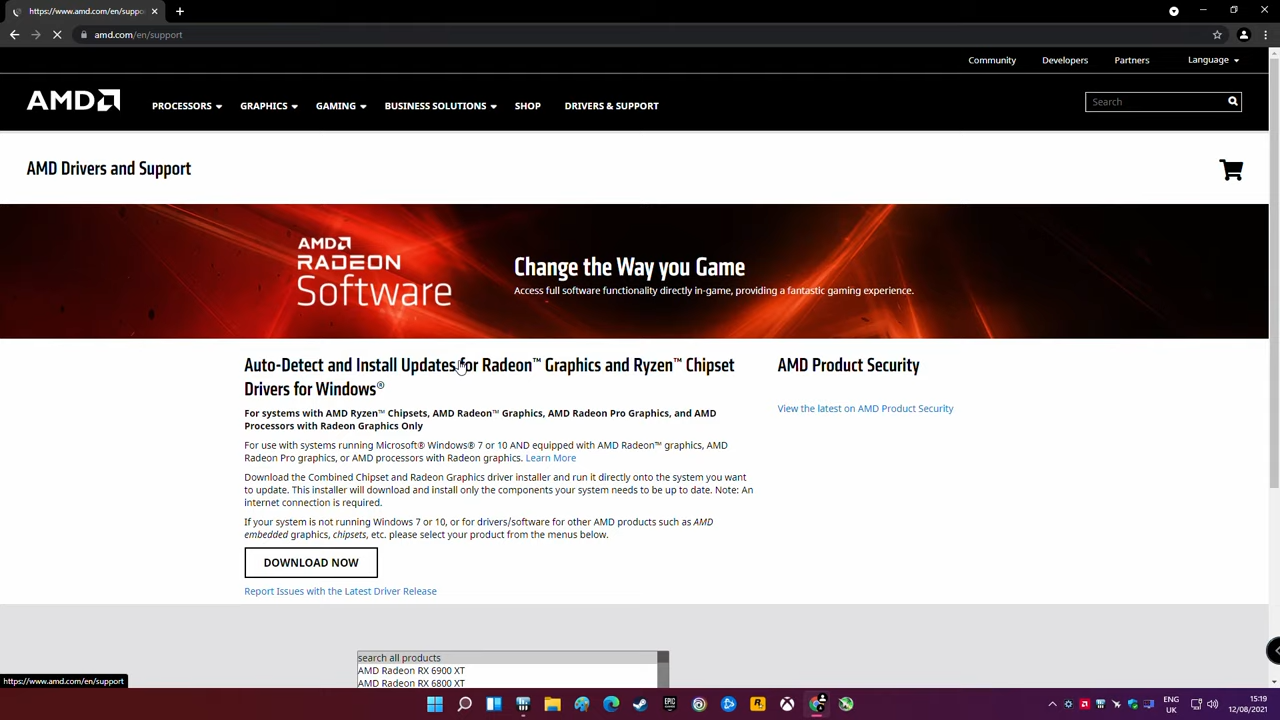 https://www.amd.com/en/suppo
amd.com/en/support
Community Developers Partners Language
AMD PROCESSORS GRAPHICS GAMING BUSINESS SOLUTIONS SHOP DRIVERS & SUPPORT Search
AMD Drivers and Support
AMD
RADEON
Software
Change the Way you Game
Access full software functionality directly in-game, providing a fantastic gaming experience.
Auto-Detect and Install Updates for Radeon™ Graphics and Ryzen™ Chipset
Drivers for Windows®
For systems with AMD Ryzen™ Chipsets, AMD Radeon™ Graphics, AMD Radeon Pro Graphics, and AMD
Processors with Radeon Graphics Only
For use with systems running Microsoft® Windows® 7 or 10 AND equipped with AMD Radeon™ graphics, AMD
Radeon Pro graphics, or AMD processors with Radeon graphics. Learn More
Download the Combined Chipset and Radeon Graphics driver installer and run it directly onto the system you want
to update. This installer will download and install only the components your system needs to be up to date. Note: An
internet connection is required.
If your system is not running Windows 7 or 10, or for drivers/software for other AMD products such as AMD
embedded graphics, chipsets, etc. please select your product from the menus below.
DOWNLOAD NOW
Report Issues with the Latest Driver Release
AMD Product Security
View the latest on AMD Product Security
search all products
AMD Radeon RX 6900 XT
AMD Radeon RX 6800 XT
https://www.amd.com/en/support
EPIC
ENG
UK
15:19
12/08/2021